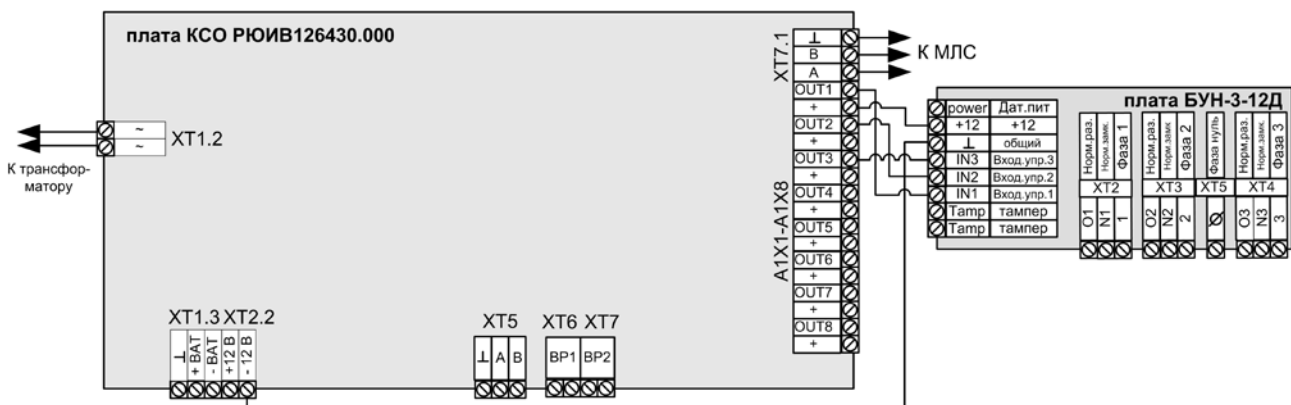 плата КСО РЮИВ126430.000
XT7.1
⊥
B
A
К МЛС
OUT1
+
OUT2
+
OUT3
+
OUT4
+
OUT5
+
OUT6
+
OUT7
+
OUT8
+
A1X1-A1X8
~
~
XT1.2
К трансфор-
матору
плата БУН-3-12Д
power Дат.пит
+12 +12
⊥ общий
IN3 Вход.упр.3
IN2 Вход.упр.2
IN1 Вход.упр.1
Tamp тампер
Tamp тампер
Норм.раз.
Норм.замк.
Фаза 1
Норм.раз.
Норм.замк.
Фаза 2
Фаза нуль
Норм.раз.
Норм.замк.
Фаза 3
XT2 XT3 XT5 XT4
O1 N1 1 O2 N2 2 Ø O3 N3 3
XT1.3 XT2.2
⊥
+ BAT
- BAT
+12 В
- 12 В
XT5
⊥ A B
XT6 XT7
BP1 BP2